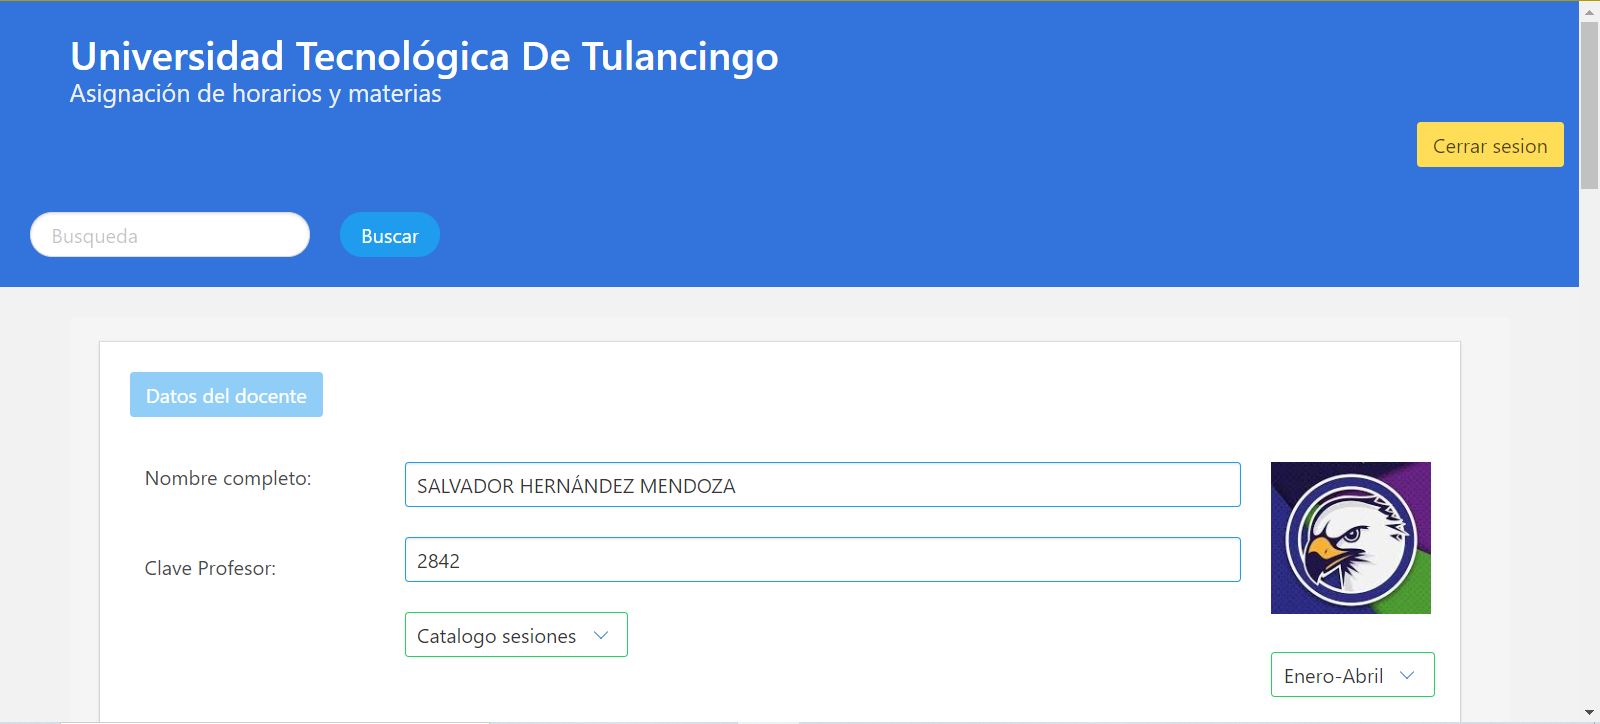 Universidad Tecnológica De Tulancingo
Asignación de horarios y materias
Cerrar sesion
Busqueda
Buscar
Datos del docente
Nombre completo:
SALVADOR HERNÁNDEZ MENDOZA
Clave Profesor:
2842
Catalogo sesiones
Enero-Abril